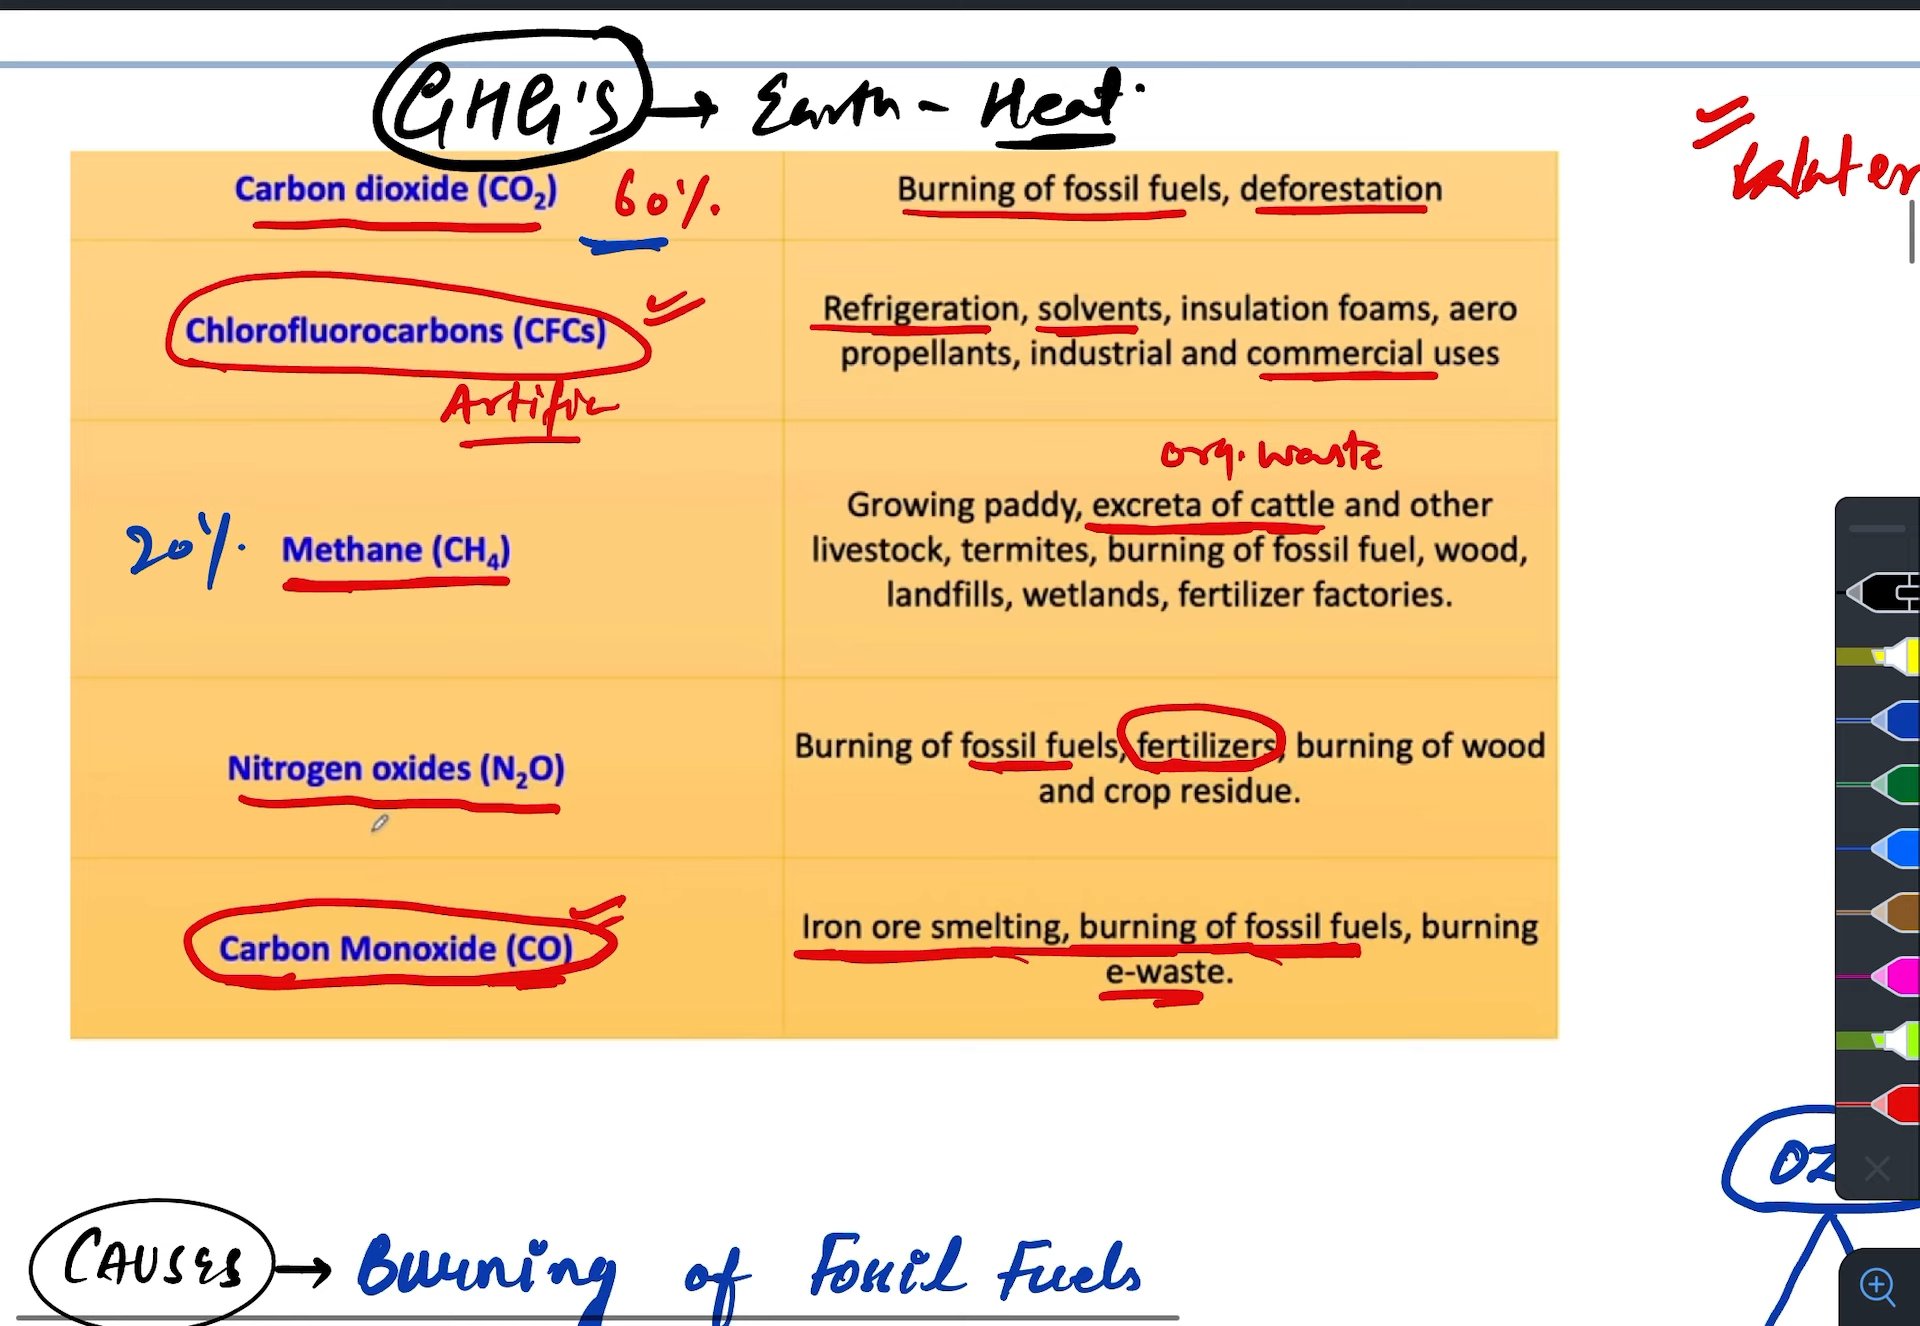 GHG's → Earth - Heat
Water
Carbon dioxide (CO₂) 60%
Burning of fossil fuels, deforestation
Chlorofluorocarbons (CFCs)
Artific
Refrigeration, solvents, insulation foams, aero
propellants, industrial and commercial uses
20% Methane (CH₄)
org. waste
Growing paddy, excreta of cattle and other
livestock, termites, burning of fossil fuel, wood,
landfills, wetlands, fertilizer factories.
Nitrogen oxides (N₂O)
Burning of fossil fuels, fertilizers, burning of wood
and crop residue.
Carbon Monoxide (CO)
Iron ore smelting, burning of fossil fuels, burning
e-waste.
OZ
CAUSES → Burning of Fossil Fuels